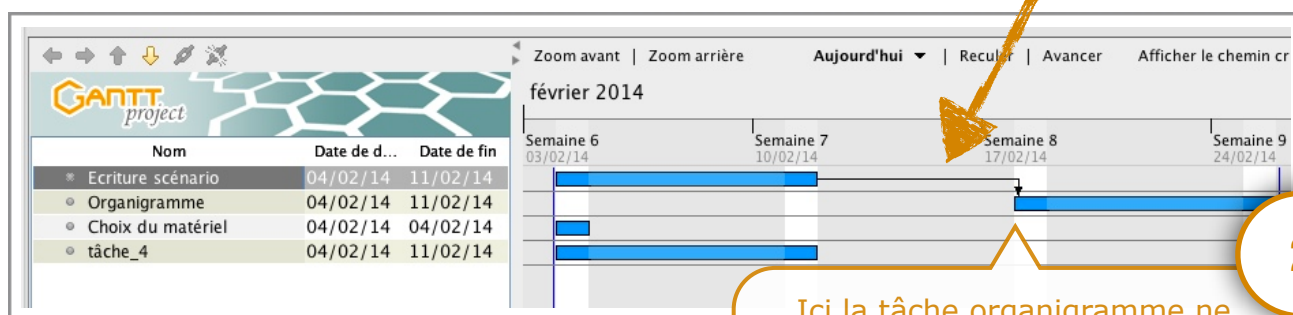 Zoom avant | Zoom arrière Aujourd'hui ▼ | Reculer | Avancer Afficher le chemin cr
GANTT
project
février 2014
Semaine 6 Semaine 7 Semaine 8 Semaine 9
03/02/14 10/02/14 17/02/14 24/02/14
Nom Date de d... Date de fin
Ecriture scénario 04/02/14 11/02/14
Organigramme 04/02/14 11/02/14
Choix du matériel 04/02/14 04/02/14
tâche_4 04/02/14 11/02/14
Ici la tâche organigramme ne